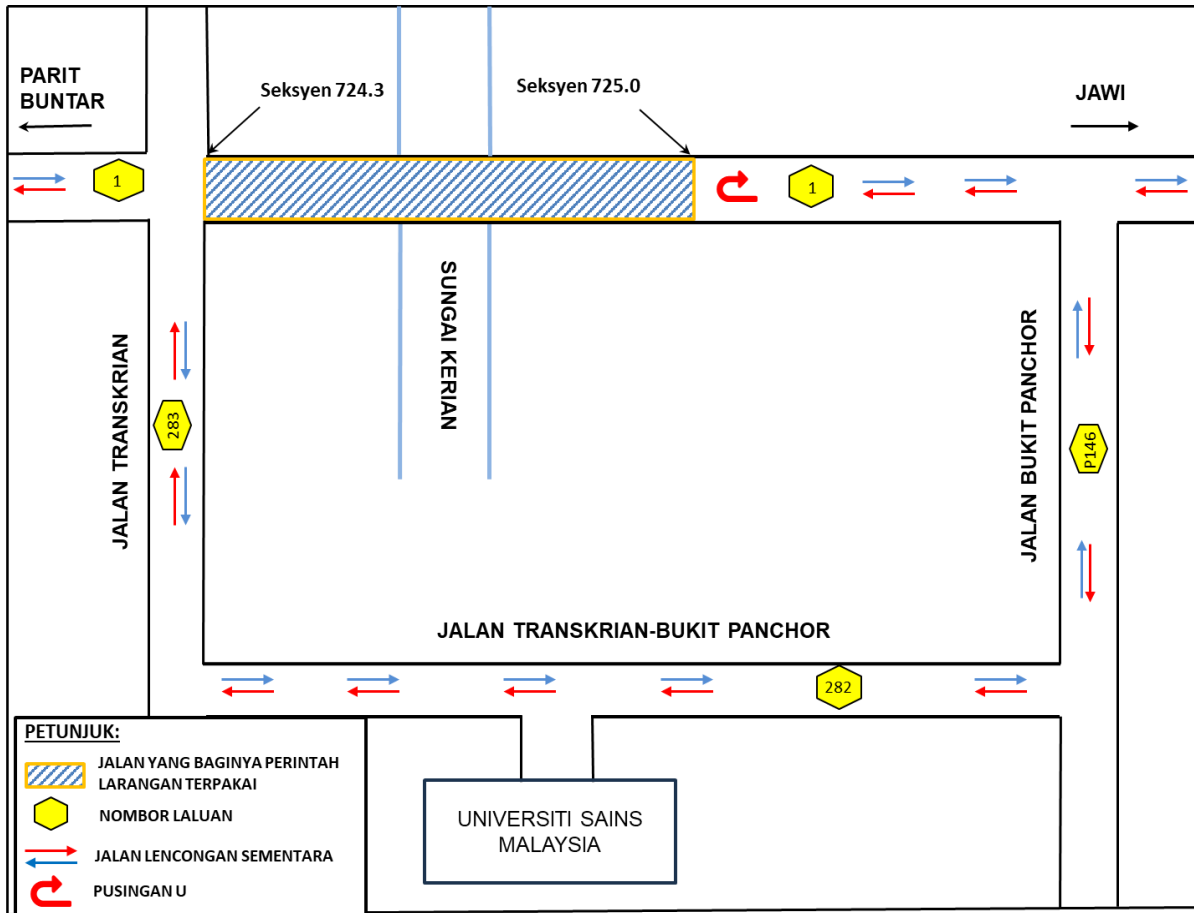 PARIT
BUNTAR
Seksyen 724.3
Seksyen 725.0
JAWI
1
1
SUNGAI KERIAN
JALAN TRANSKRIAN
283
JALAN BUKIT PANCHOR
P146
JALAN TRANSKRIAN-BUKIT PANCHOR
282
PETUNJUK:
JALAN YANG BAGINYA PERINTAH
LARANGAN TERPAKAI
NOMBOR LALUAN
JALAN LENCONGAN SEMENTARA
PUSINGAN U
UNIVERSITI SAINS
MALAYSIA